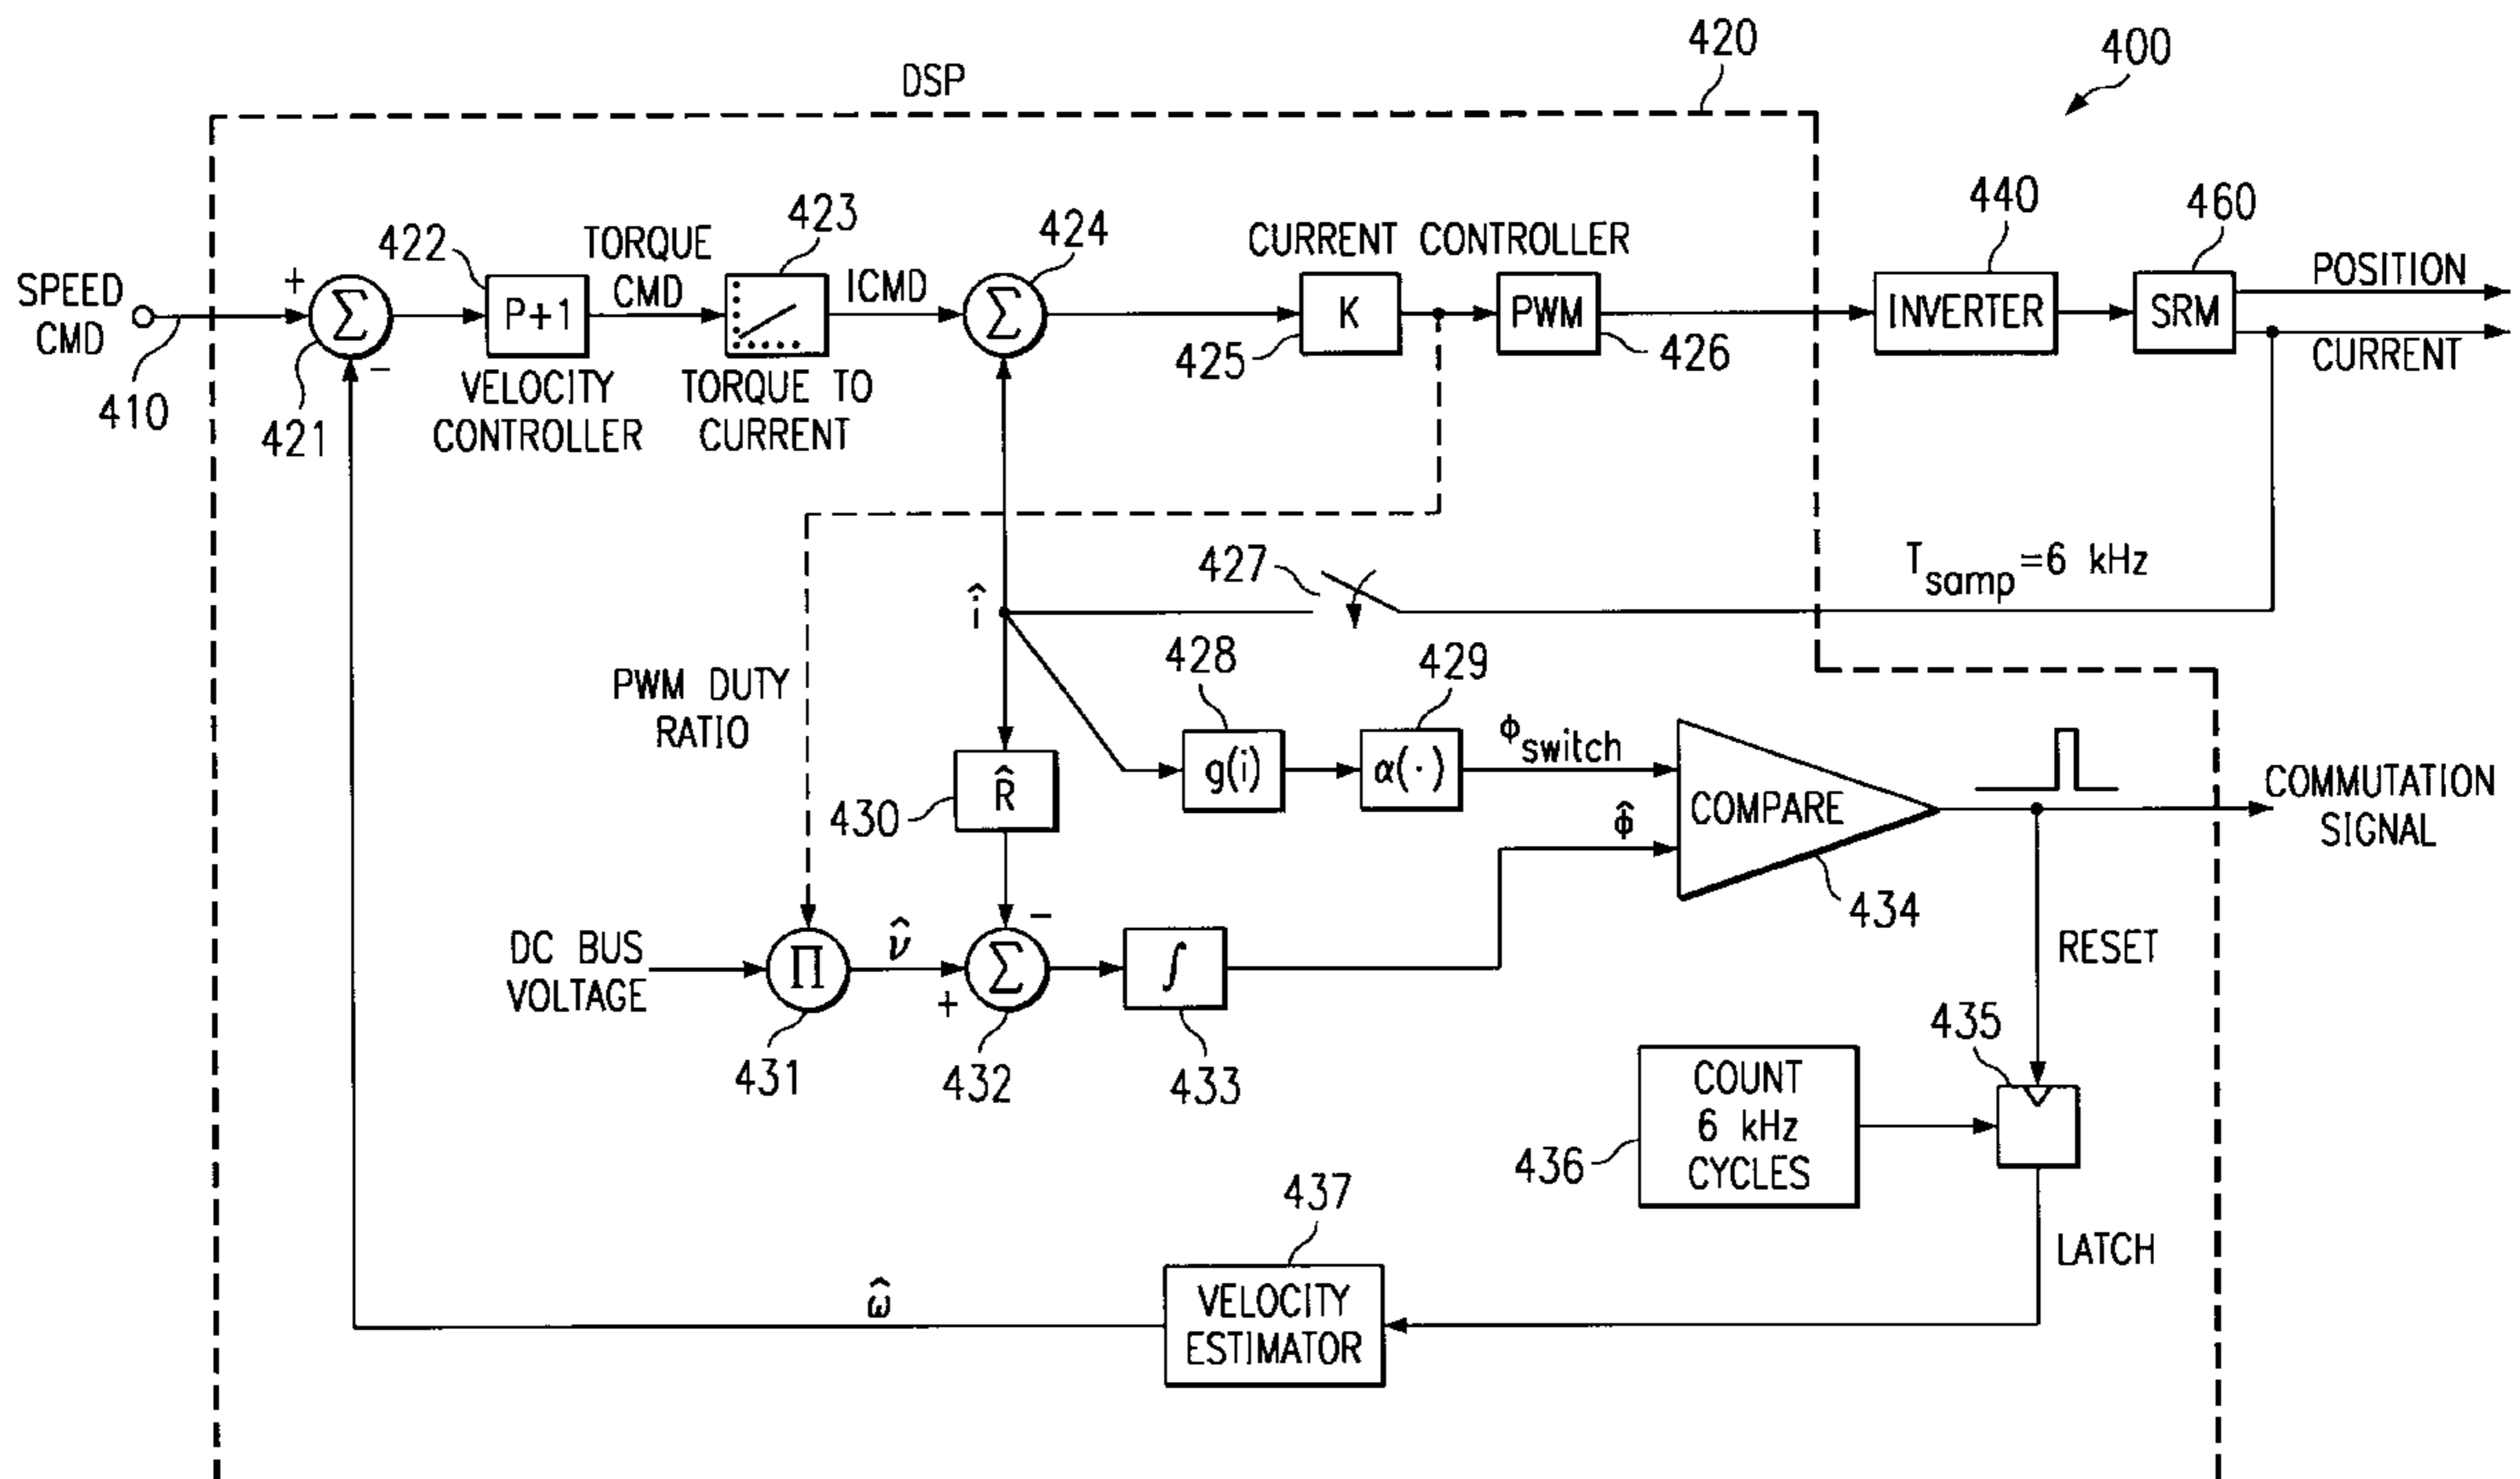 420
400
DSP
423
440
460
422
TORQUE
CMD
424
CURRENT CONTROLLER
SPEED
CMD
+
Σ
P+1
ICMD
Σ
K
PWM
INVERTER
SRM
POSITION
CURRENT
410
421
−
VELOCITY
CONTROLLER
TORQUE TO
CURRENT
425
426
427
T samp =6 kHz
î
PWM DUTY
RATIO
428
429
R̂
430
g(i)
α(·)
ϕ switch
ϕ̂
COMPARE
434
COMMUTATION
SIGNAL
DC BUS
VOLTAGE
Π
431
ν̂
+
−
Σ
432
∫
433
RESET
435
COUNT
6 kHz
CYCLES
436
LATCH
437
VELOCITY
ESTIMATOR
ω̂